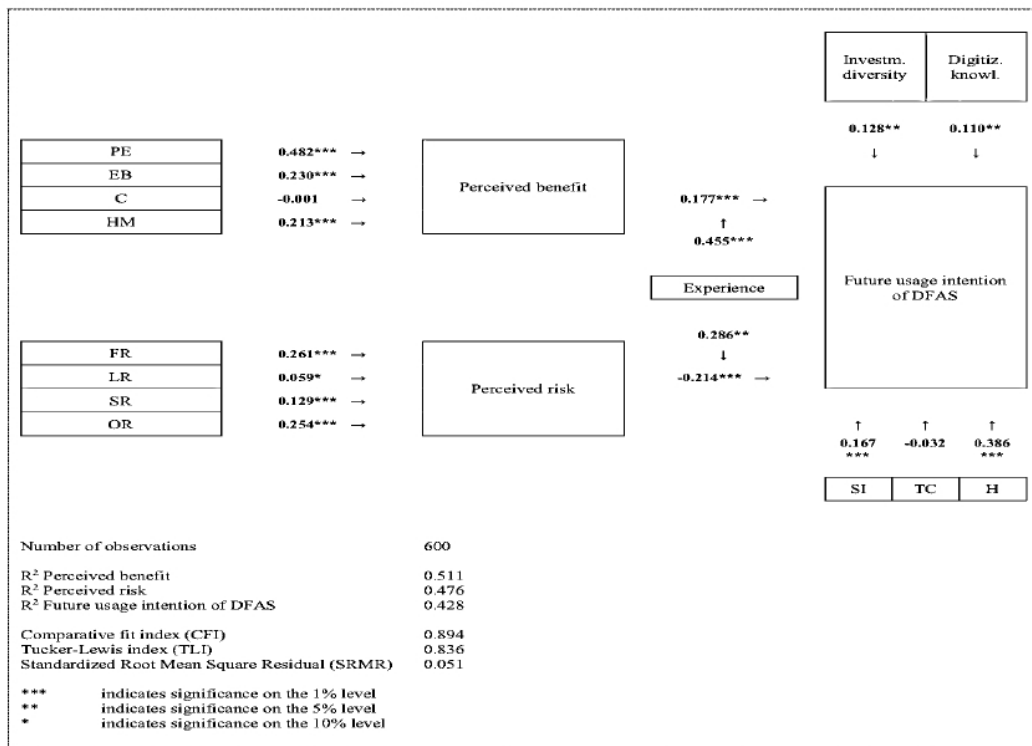 Investm. diversity
Digitiz. knowl.
0.128** 0.110**
↓ ↓
PE 0.482*** →
EB 0.230*** →
C -0.001 →
HM 0.213*** →
Perceived benefit
0.177*** →
↑
0.455***
Experience
Future usage intention
of DFAS
0.286**
↓
-0.214*** →
FR 0.261*** →
LR 0.059* →
SR 0.129*** →
OR 0.254*** →
Perceived risk
↑ ↑ ↑
0.167 -0.032 0.386
*** ***
SI TC H
Number of observations 600
R² Perceived benefit 0.511
R² Perceived risk 0.476
R² Future usage intention of DFAS 0.428
Comparative fit index (CFI) 0.894
Tucker-Lewis index (TLI) 0.836
Standardized Root Mean Square Residual (SRMR) 0.051
*** indicates significance on the 1% level
** indicates significance on the 5% level
* indicates significance on the 10% level